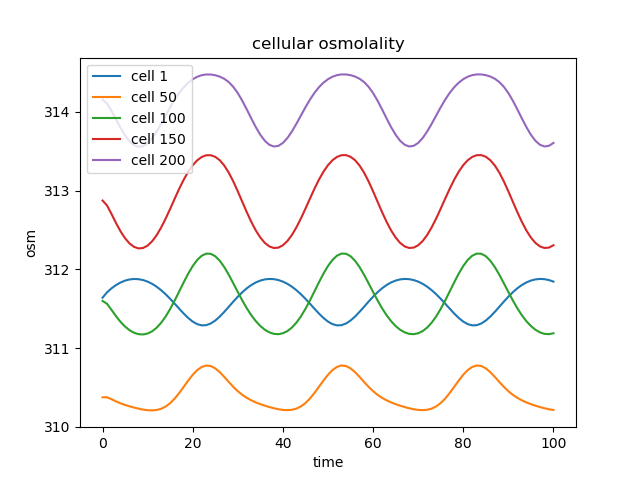 cellular osmolality
cell 1
cell 50
cell 100
cell 150
cell 200
314
313
312
311
310
osm
0 20 40 60 80 100
time